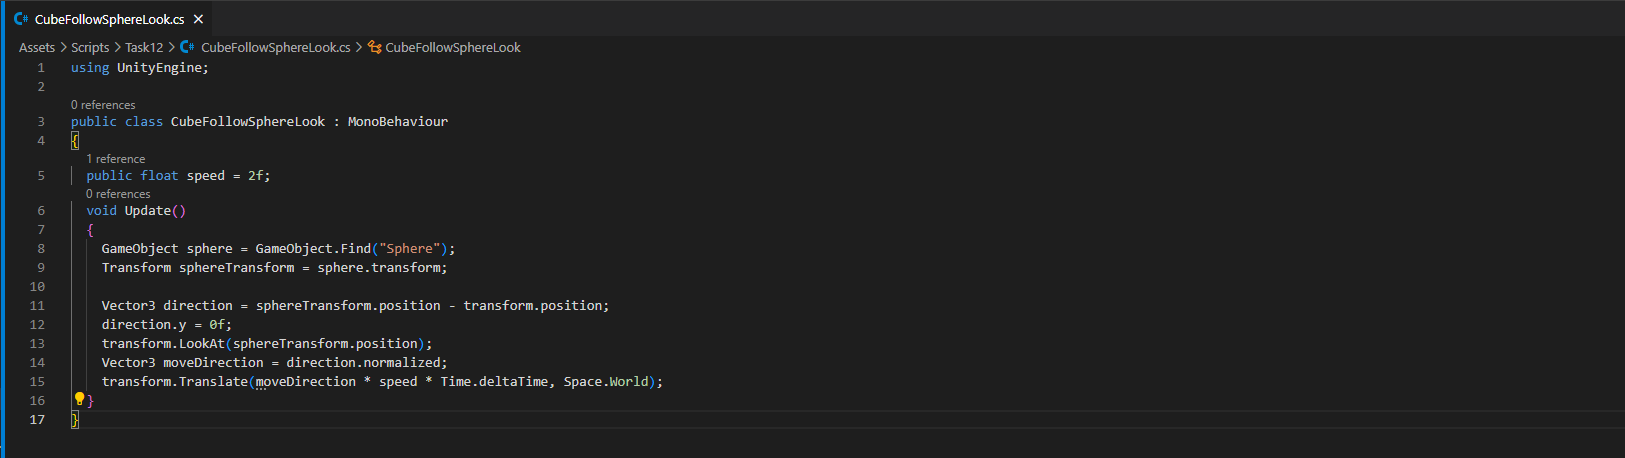 C# CubeFollowSphereLook.cs ×
Assets > Scripts > Task12 > C# CubeFollowSphereLook.cs > CubeFollowSphereLook
1 using UnityEngine;
2
0 references
3 public class CubeFollowSphereLook : MonoBehaviour
4 {
1 reference
5 public float speed = 2f;
0 references
6 void Update()
7 {
8 GameObject sphere = GameObject.Find("Sphere");
9 Transform sphereTransform = sphere.transform;
10
11 Vector3 direction = sphereTransform.position - transform.position;
12 direction.y = 0f;
13 transform.LookAt(sphereTransform.position);
14 Vector3 moveDirection = direction.normalized;
15 transform.Translate(moveDirection * speed * Time.deltaTime, Space.World);
16 }
17 }